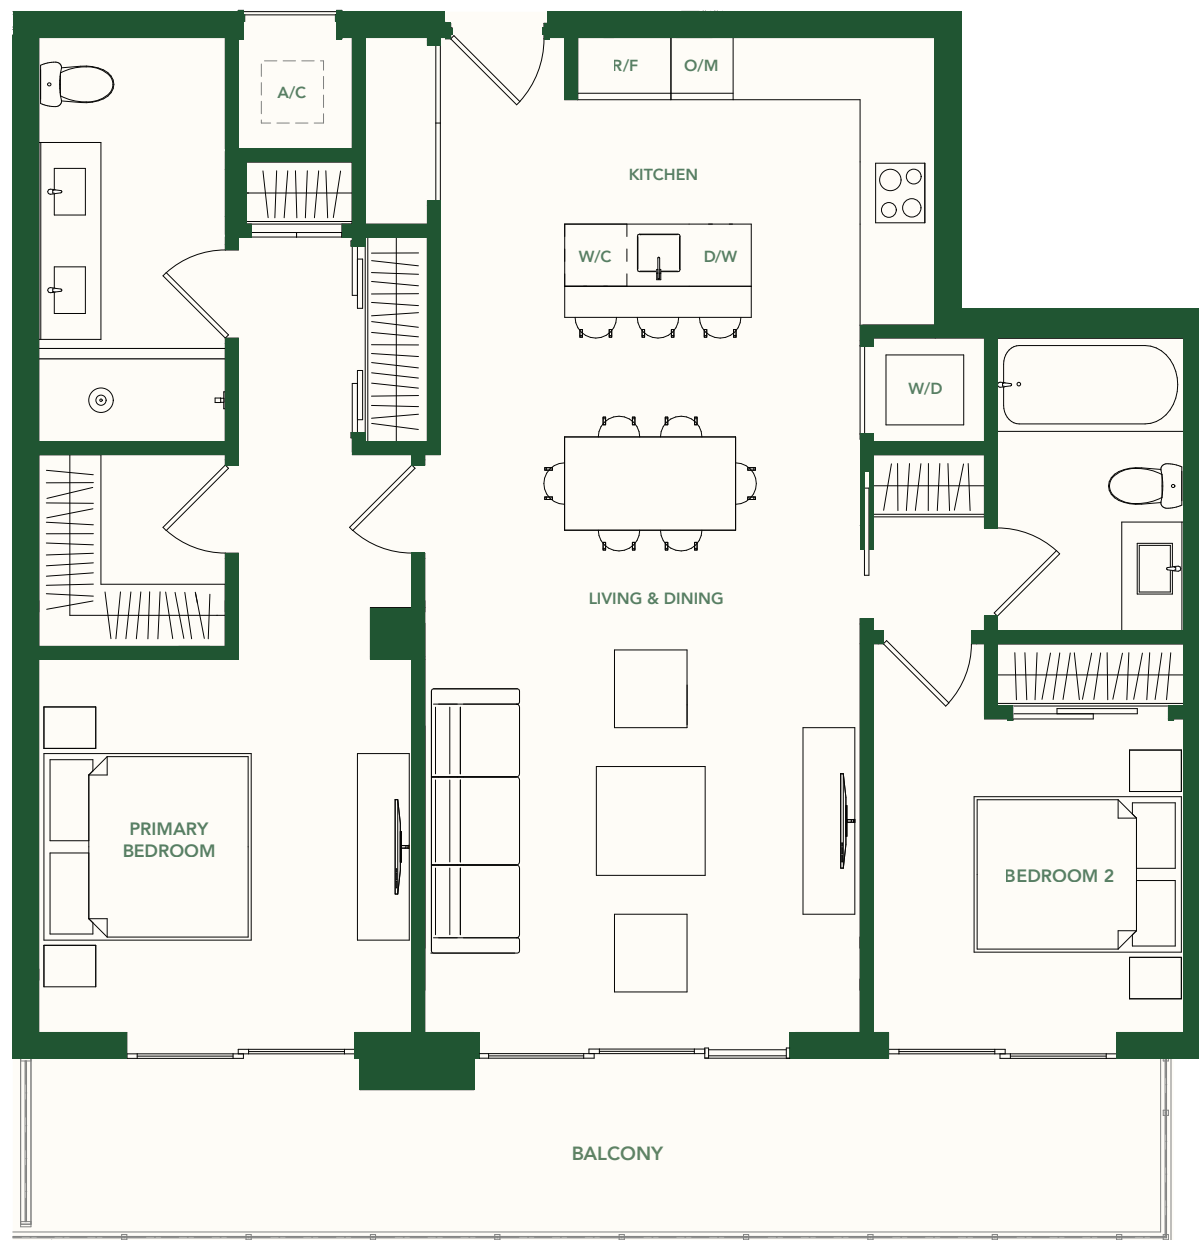 R/F
O/M
A/C
KITCHEN
W/C
D/W
W/D
LIVING & DINING
PRIMARY
BEDROOM
BEDROOM 2
BALCONY